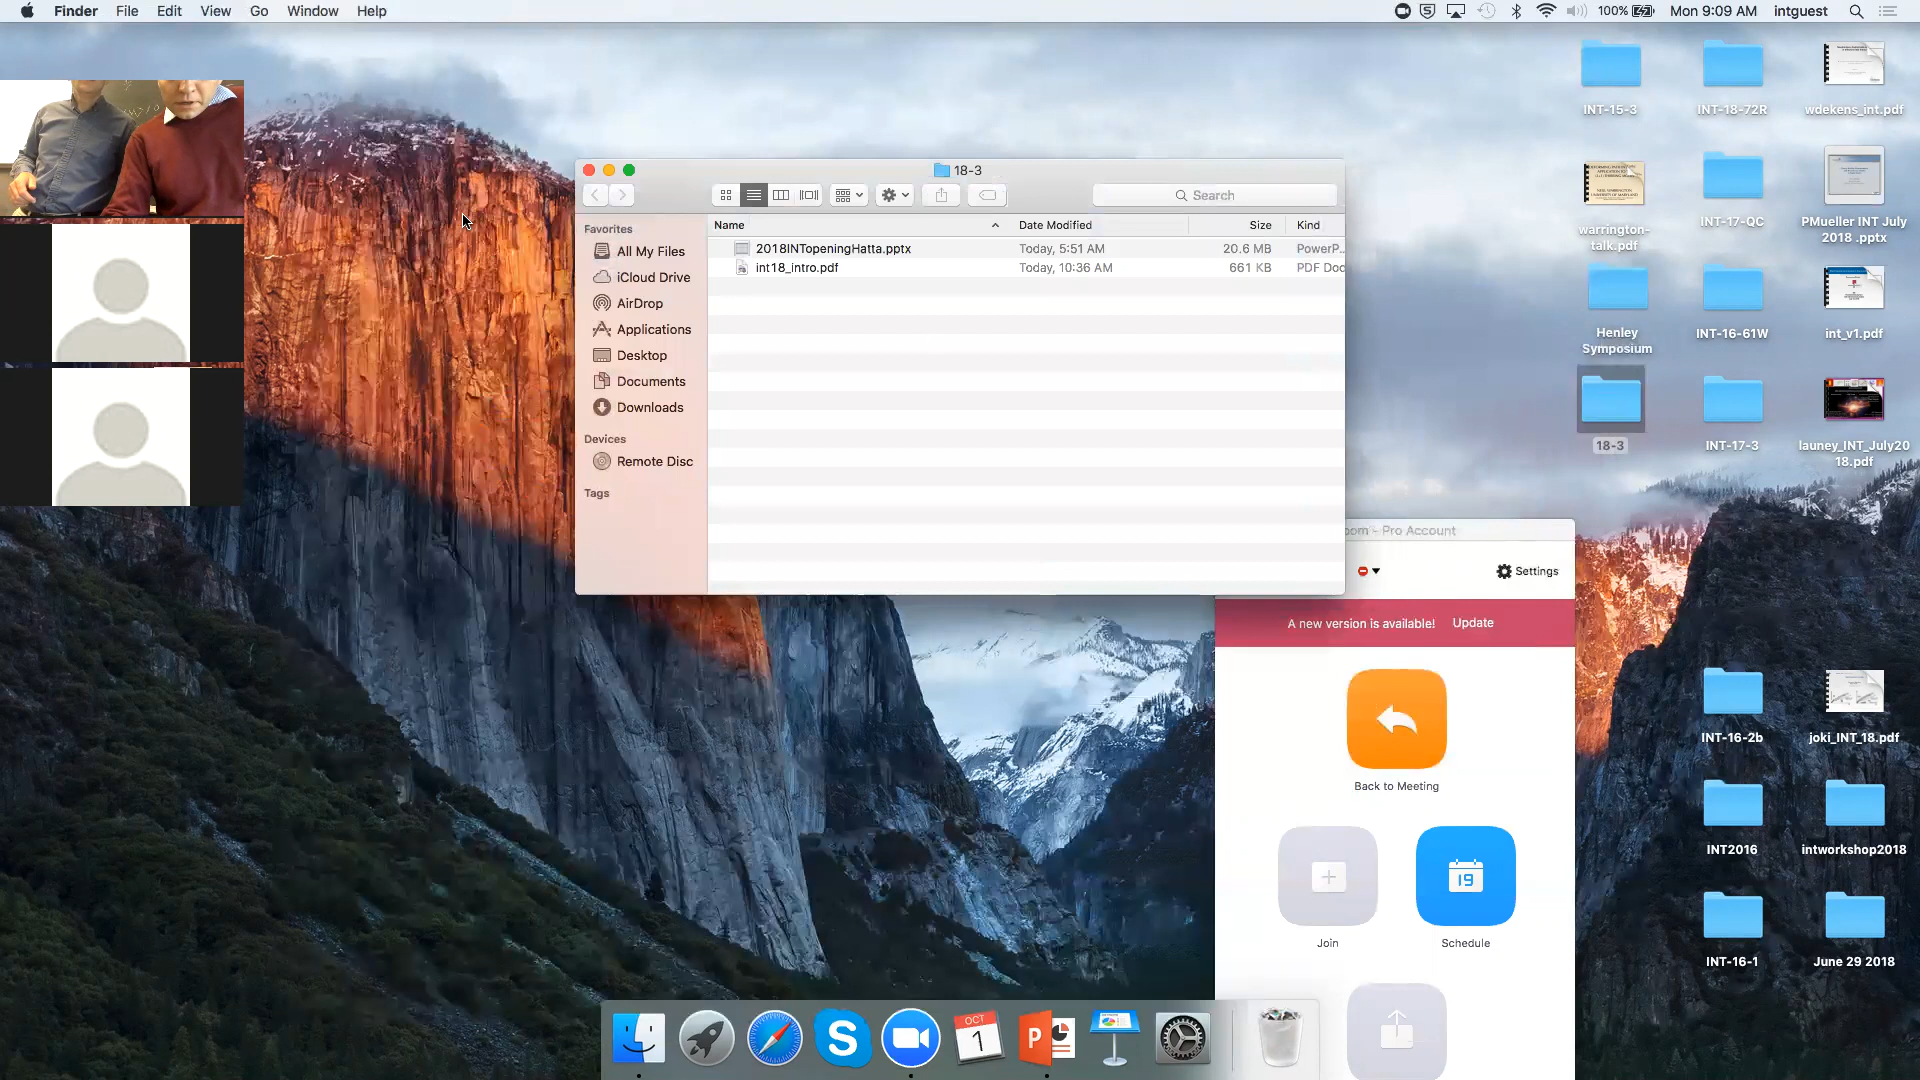 Finder File Edit View Go Window Help
100% Mon 9:09 AM intguest
18-3
Search
Favorites
All My Files
iCloud Drive
AirDrop
Applications
Desktop
Documents
Downloads
Devices
Remote Disc
Tags
Name Date Modified Size Kind
2018INTopeningHatta.pptx Today, 5:51 AM 20.6 MB PowerP...
int18_intro.pdf Today, 10:36 AM 661 KB PDF Doc
INT-15-3
INT-18-72R
wdekens_int.pdf
warrington-
talk.pdf
INT-17-QC
PMueller INT July
2018 .pptx
Henley
Symposium
INT-16-61W
int_v1.pdf
18-3
INT-17-3
launey_INT_July20
18.pdf
oom - Pro Account
Settings
A new version is available! Update
Back to Meeting
Join
Schedule
19
INT-16-2b
joki_INT_18.pdf
INT2016
intworkshop2018
INT-16-1
June 29 2018
OCT
1